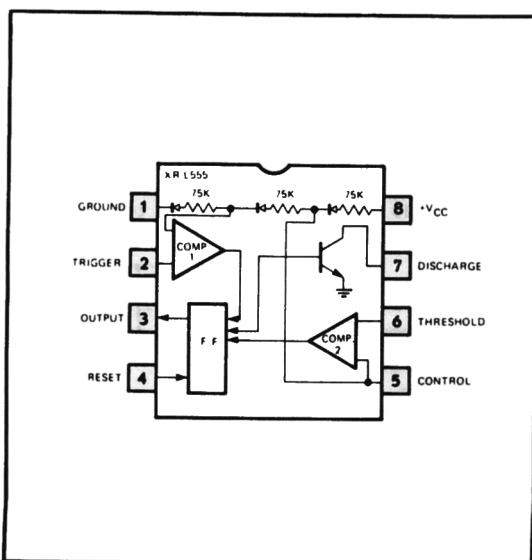 XR L555
75K 75K 75K
GROUND 1
8 +VCC
COMP 1
TRIGGER 2
7 DISCHARGE
OUTPUT 3
6 THRESHOLD
F F
COMP. 2
RESET 4
5 CONTROL